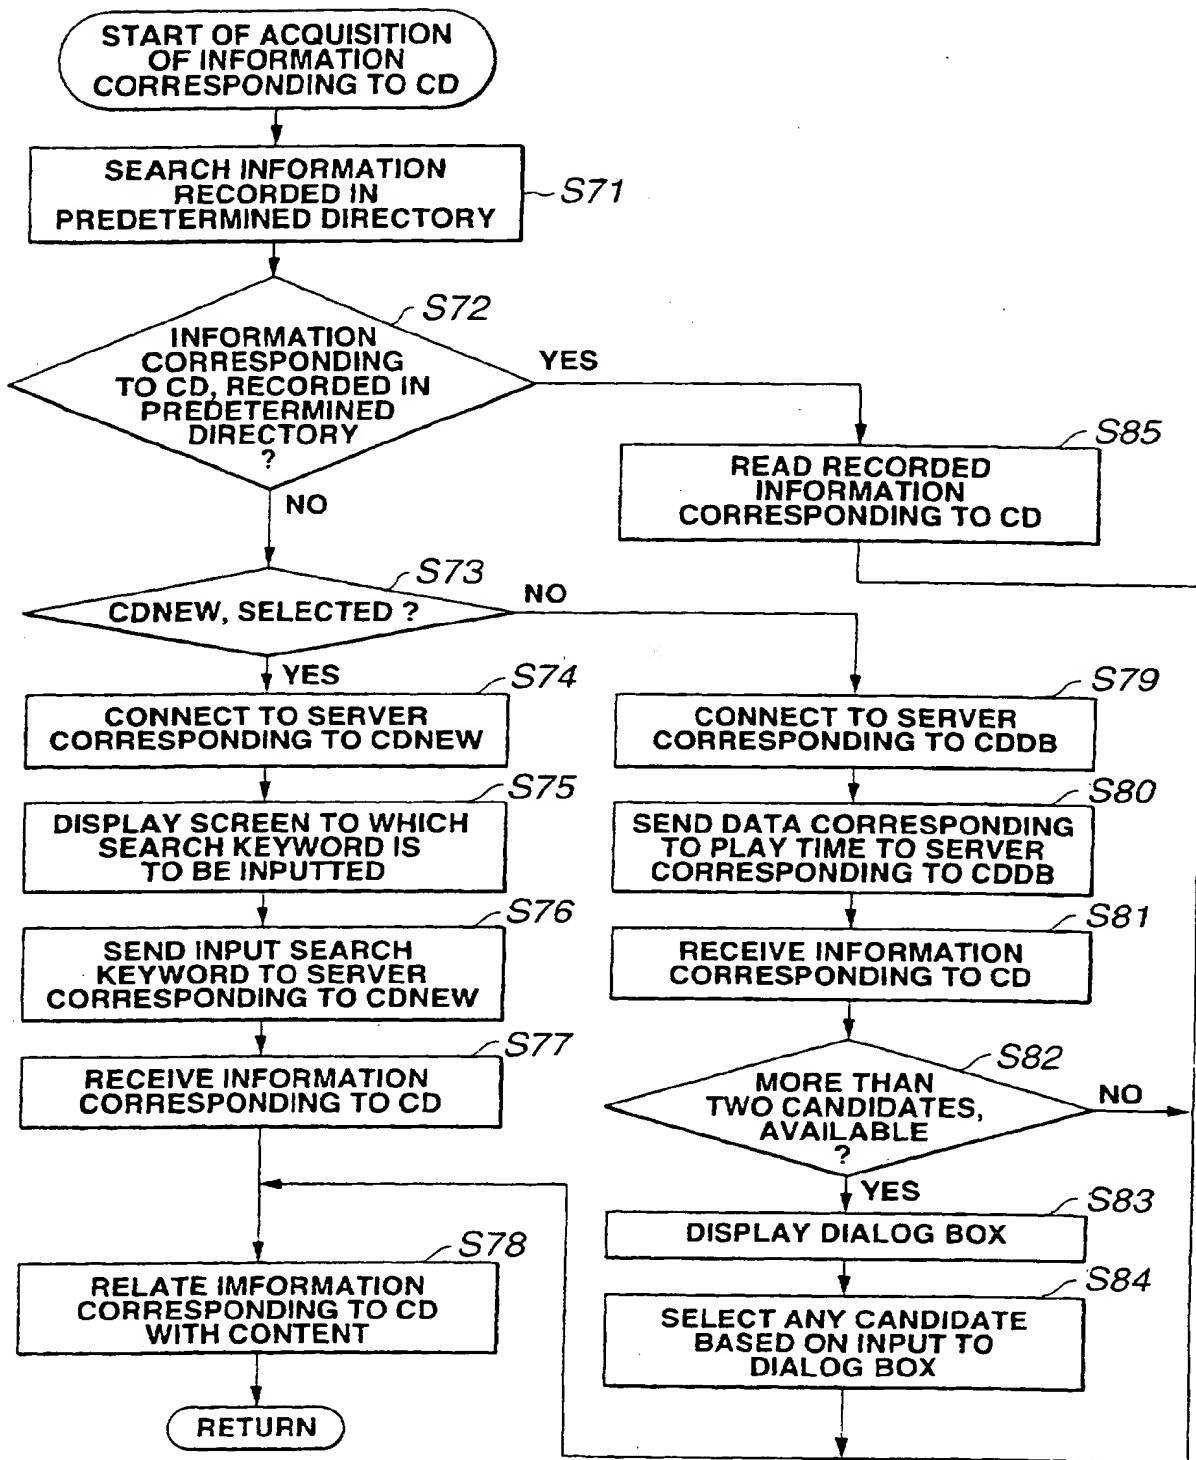 START OF ACQUISITION
OF INFORMATION
CORRESPONDING TO CD
SEARCH INFORMATION
RECORDED IN
PREDETERMINED DIRECTORY
S71
S72
INFORMATION
CORRESPONDING
TO CD, RECORDED IN
PREDETERMINED
DIRECTORY
?
YES
NO
S85
READ RECORDED
INFORMATION
CORRESPONDING TO CD
S73
CDNEW, SELECTED ?
NO
YES
S74
CONNECT TO SERVER
CORRESPONDING TO CDNEW
S75
DISPLAY SCREEN TO WHICH
SEARCH KEYWORD IS
TO BE INPUTTED
S76
SEND INPUT SEARCH
KEYWORD TO SERVER
CORRESPONDING TO CDNEW
S77
RECEIVE INFORMATION
CORRESPONDING TO CD
S78
RELATE IMFORMATION
CORRESPONDING TO CD
WITH CONTENT
RETURN
S79
CONNECT TO SERVER
CORRESPONDING TO CDDB
S80
SEND DATA CORRESPONDING
TO PLAY TIME TO SERVER
CORRESPONDING TO CDDB
S81
RECEIVE INFORMATION
CORRESPONDING TO CD
S82
MORE THAN
TWO CANDIDATES,
AVAILABLE
?
NO
YES
S83
DISPLAY DIALOG BOX
S84
SELECT ANY CANDIDATE
BASED ON INPUT TO
DIALOG BOX